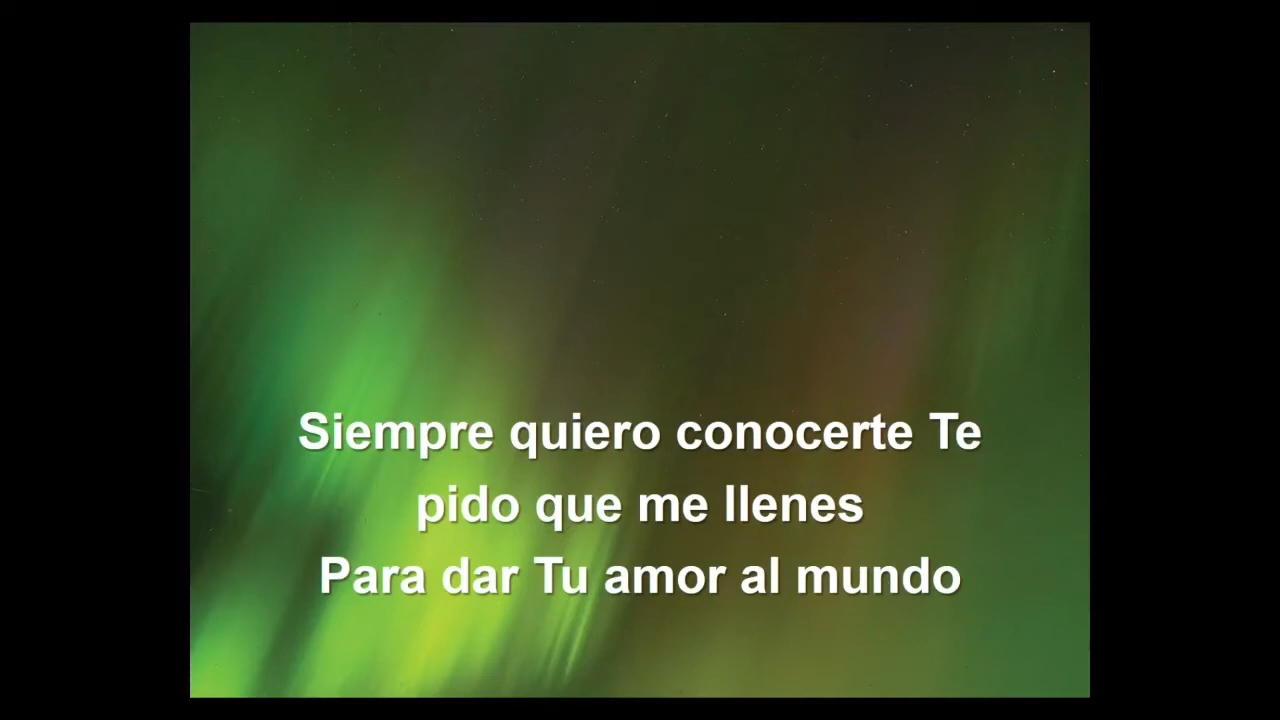 Siempre quiero conocerte Te
pido que me llenes
Para dar Tu amor al mundo